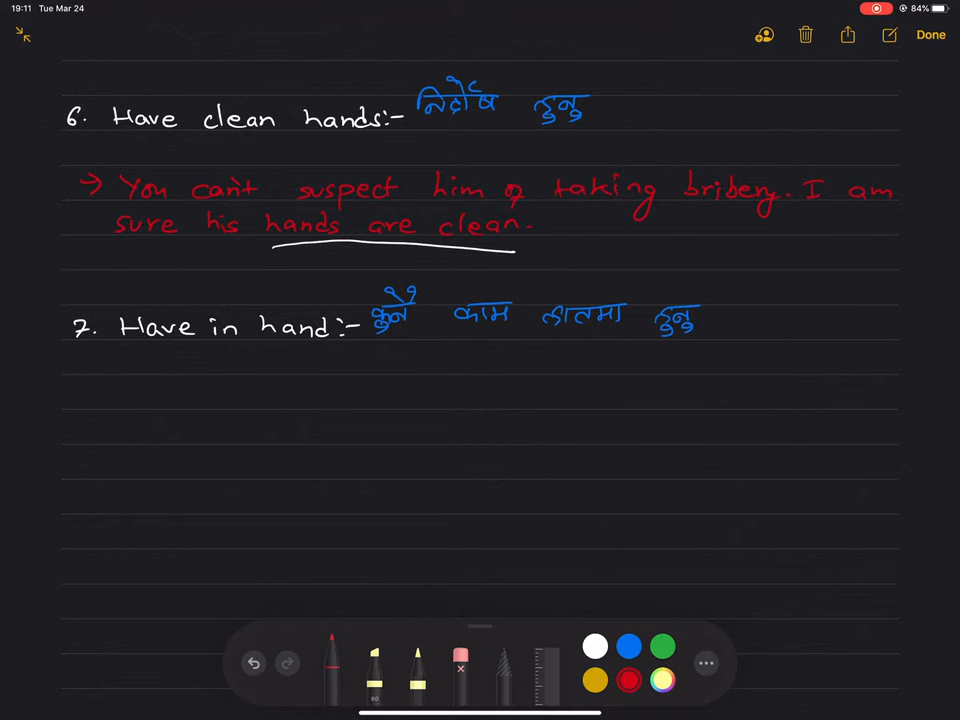 19:11 Tue Mar 24
84%
Done
6. Have clean hands:- निर्दोष हुनु
→ You can't suspect him of taking bribery. I am
sure his hands are clean.
7. Have in hand:- कुनै काम हातमा हुनु
80